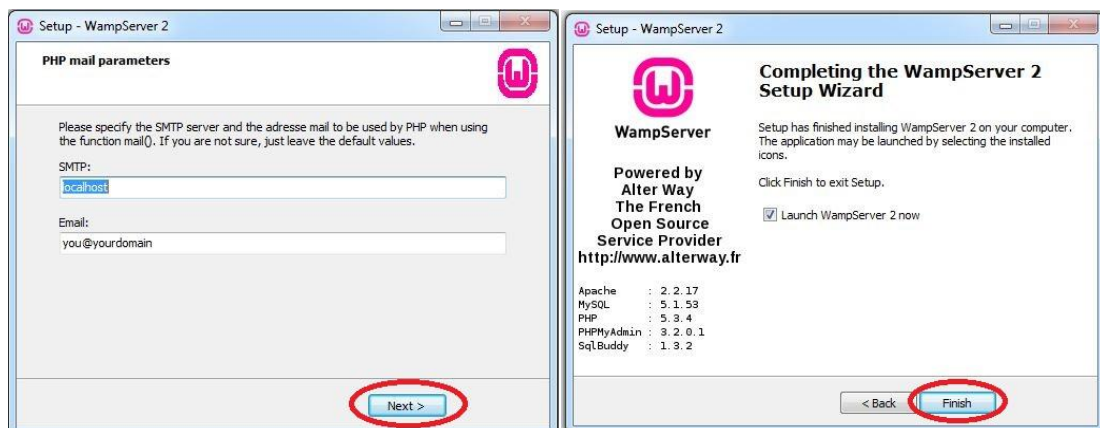 Setup - WampServer 2
PHP mail parameters
Please specify the SMTP server and the adresse mail to be used by PHP when using
the function mail(). If you are not sure, just leave the default values.
SMTP:
localhost
Email:
you@yourdomain
Next >
Setup - WampServer 2
WampServer
Powered by
Alter Way
The French
Open Source
Service Provider
http://www.alterway.fr
Apache : 2.2.17
MySQL : 5.1.53
PHP : 5.3.4
PHPMyAdmin : 3.2.0.1
SqlBuddy : 1.3.2
Completing the WampServer 2
Setup Wizard
Setup has finished installing WampServer 2 on your computer.
The application may be launched by selecting the installed
icons.
Click Finish to exit Setup.
Launch WampServer 2 now
< Back
Finish